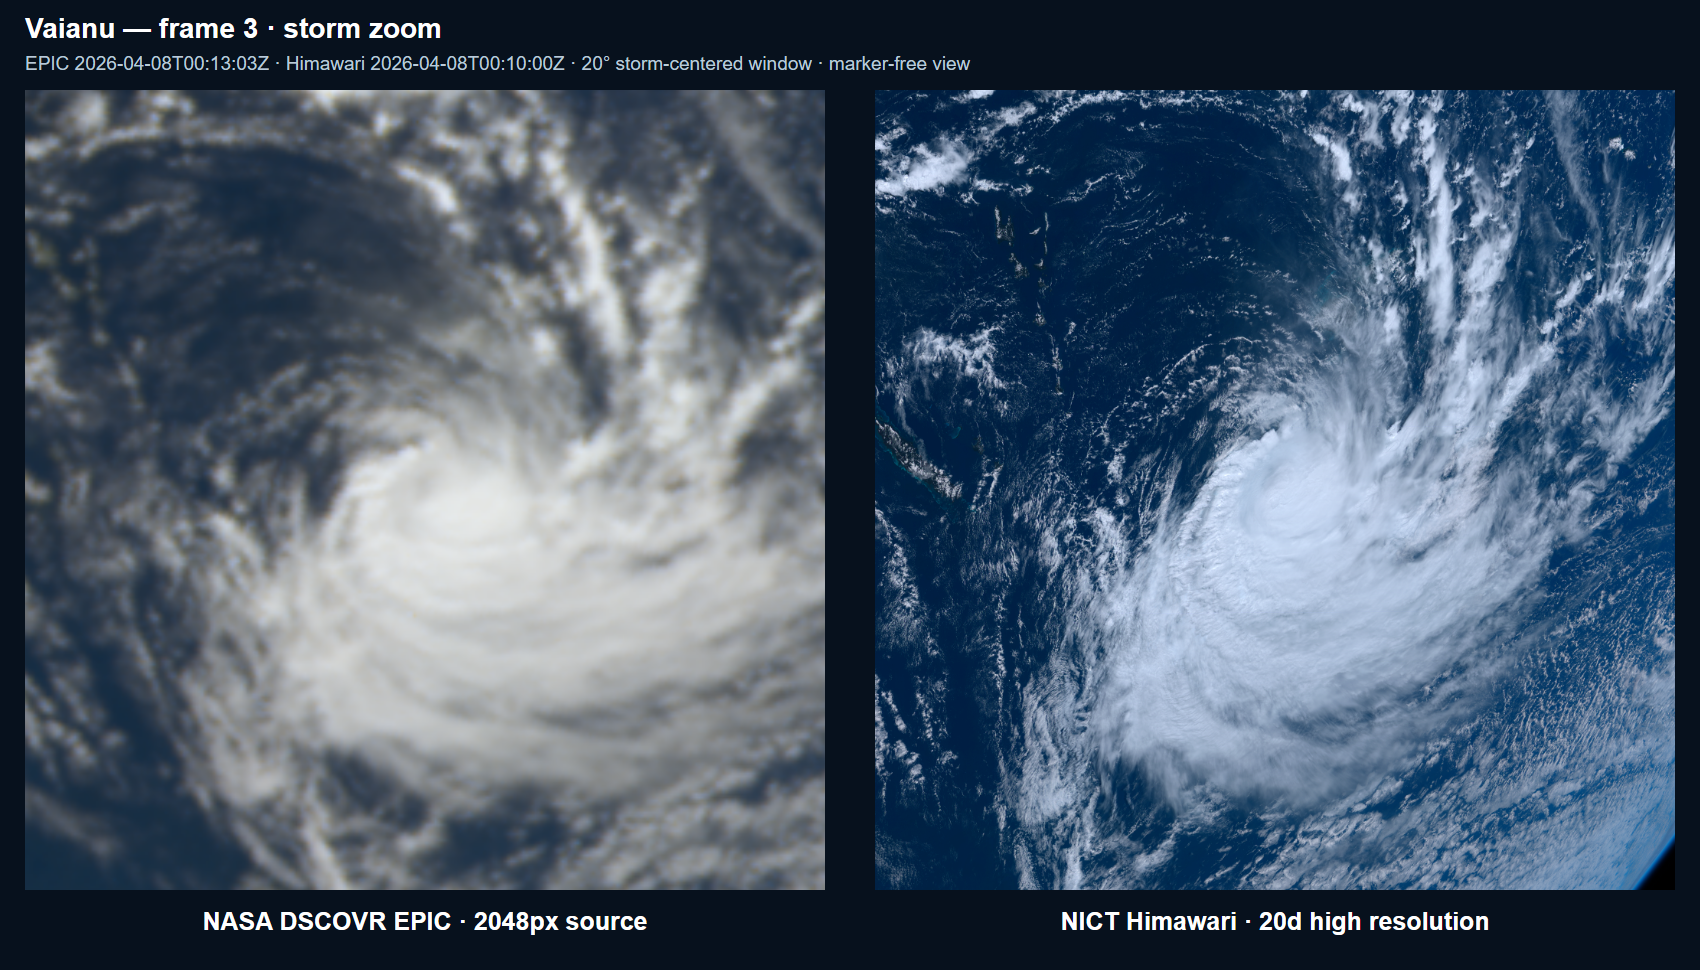 Vaianu — frame 3 · storm zoom
EPIC 2026-04-08T00:13:03Z · Himawari 2026-04-08T00:10:00Z · 20° storm-centered window · marker-free view
NASA DSCOVR EPIC · 2048px source
NICT Himawari · 20d high resolution